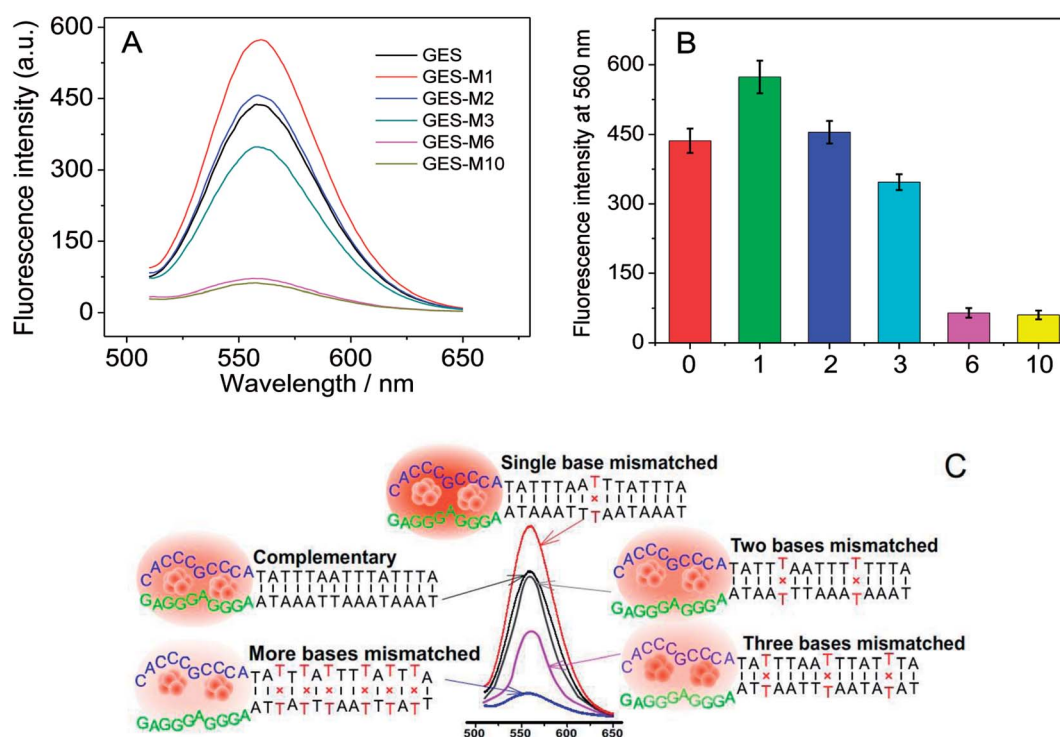 A
Fluorescence intensity (a.u.)
600
450
300
150
0
GES
GES-M1
GES-M2
GES-M3
GES-M6
GES-M10
500
550
600
650
Wavelength / nm
B
Fluorescence intensity at 560 nm
600
450
300
150
0
0 1 2 3 6 10
C
Single base mismatched
CACCCGCCCA TATTTAATTTATTTA
GAGGGAGGGA ATAAATTTAATAAAT
Complementary
CACCCGCCCA TATTTAATTTATTTA
GAGGGAGGGA ATAAATTAAATAAAT
Two bases mismatched
CACCCGCCCA TATTTAATTTTTTTA
GAGGGAGGGA ATAATTTAAATAAAT
More bases mismatched
CACCCGCCCA
GAGGGAGGGA
Three bases mismatched
CACCCGCCCA TATTTAATTTATTTA
GAGGGAGGGA ATTAATTTAATATAT
500 550 600 650